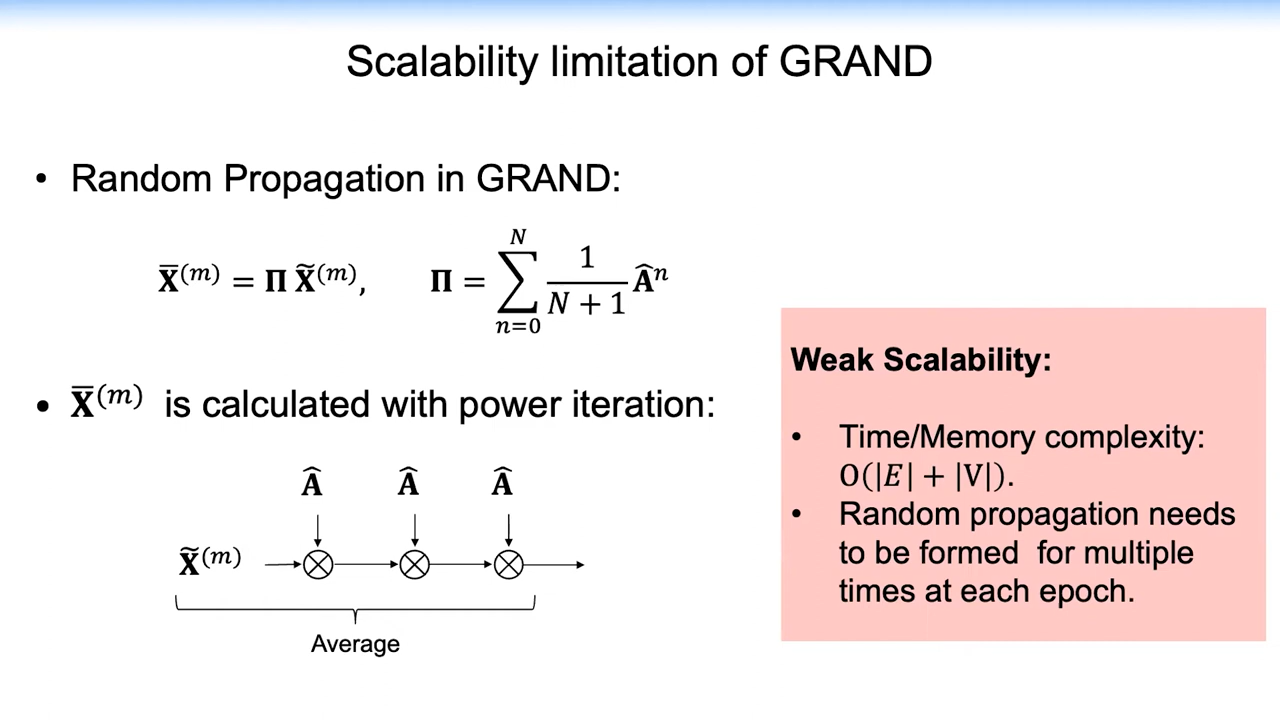 Scalability limitation of GRAND
• Random Propagation in GRAND:
X̅⁽ᵐ⁾ = Π X̃⁽ᵐ⁾, Π = ∑_{n=0}^{N} 1/(N + 1) Âⁿ
• X̅⁽ᵐ⁾ is calculated with power iteration:
Â Â Â
X̃⁽ᵐ⁾
Average
Weak Scalability:
• Time/Memory complexity:
O(|E| + |V|).
• Random propagation needs
to be formed for multiple
times at each epoch.